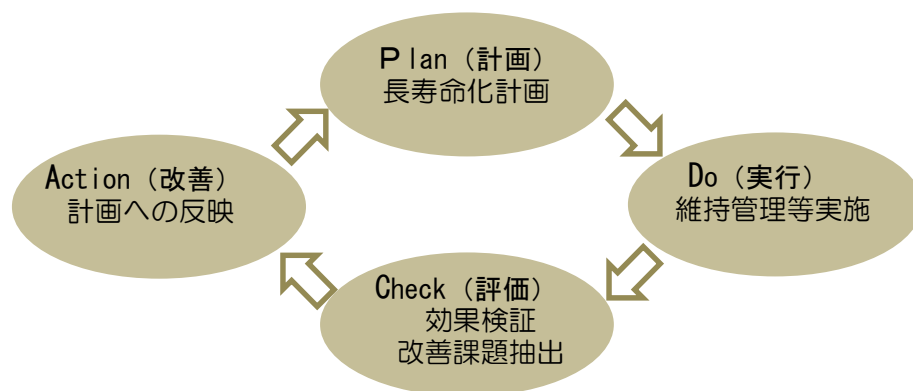 Plan（計画）
長寿命化計画
Do（実行）
維持管理等実施
Check（評価）
効果検証
改善課題抽出
Action（改善）
計画への反映